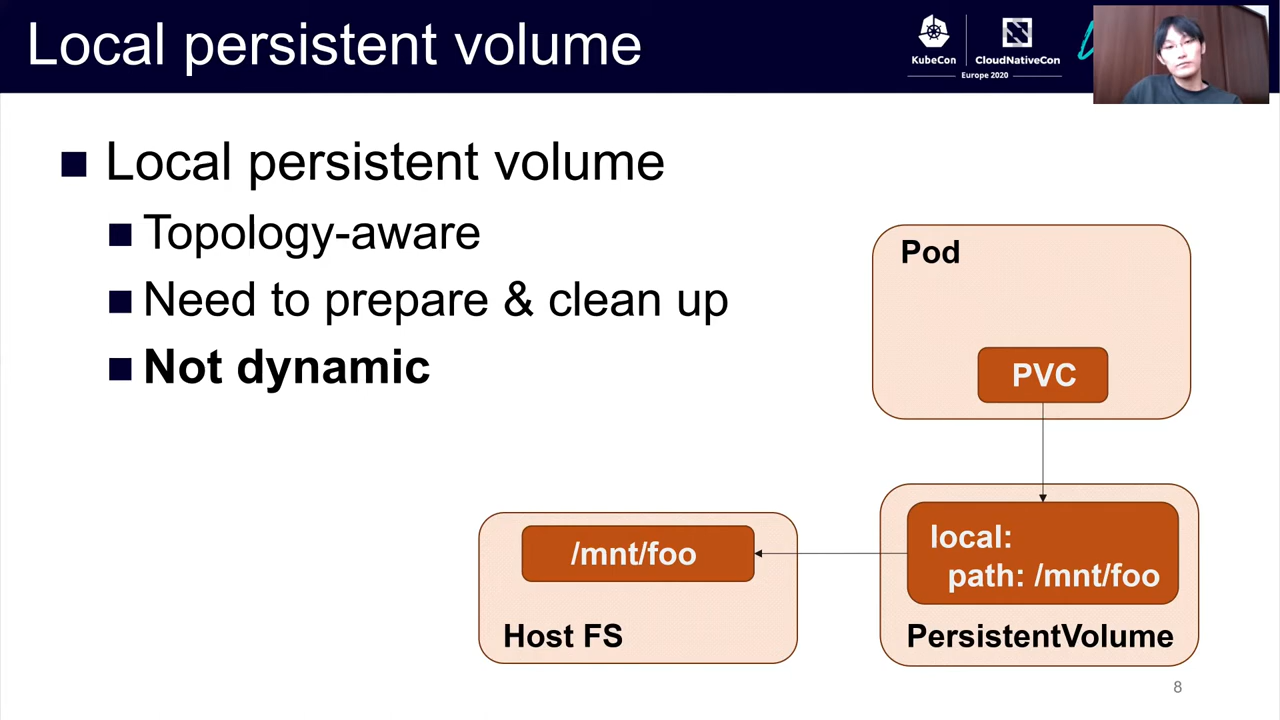 Local persistent volume
KubeCon
CloudNativeCon
Europe 2020
Local persistent volume
Topology-aware
Need to prepare & clean up
Not dynamic
Pod
PVC
local:
path: /mnt/foo
PersistentVolume
/mnt/foo
Host FS
8